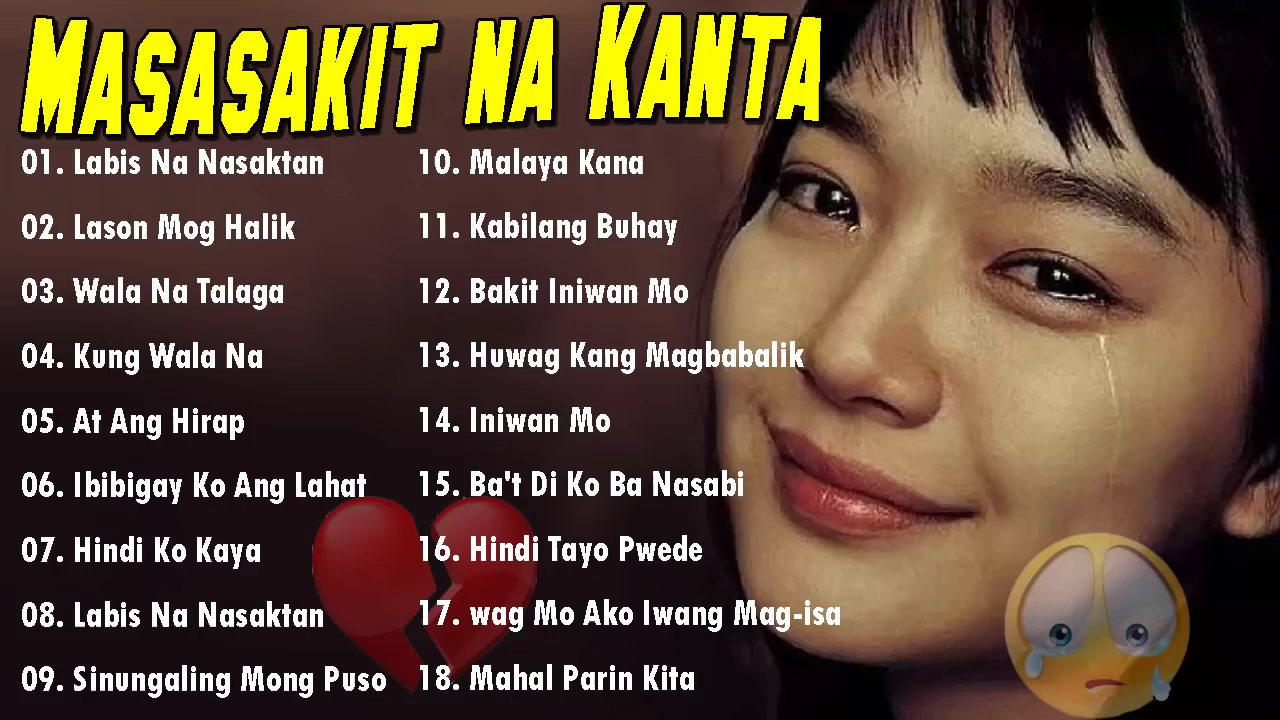 MASASAKIT NA KANTA
01. Labis Na Nasaktan
02. Lason Mog Halik
03. Wala Na Talaga
04. Kung Wala Na
05. At Ang Hirap
06. Ibibigay Ko Ang Lahat
07. Hindi Ko Kaya
08. Labis Na Nasaktan
09. Sinungaling Mong Puso
10. Malaya Kana
11. Kabilang Buhay
12. Bakit Iniwan Mo
13. Huwag Kang Magbabalik
14. Iniwan Mo
15. Ba't Di Ko Ba Nasabi
16. Hindi Tayo Pwede
17. wag Mo Ako Iwang Mag-isa
18. Mahal Parin Kita